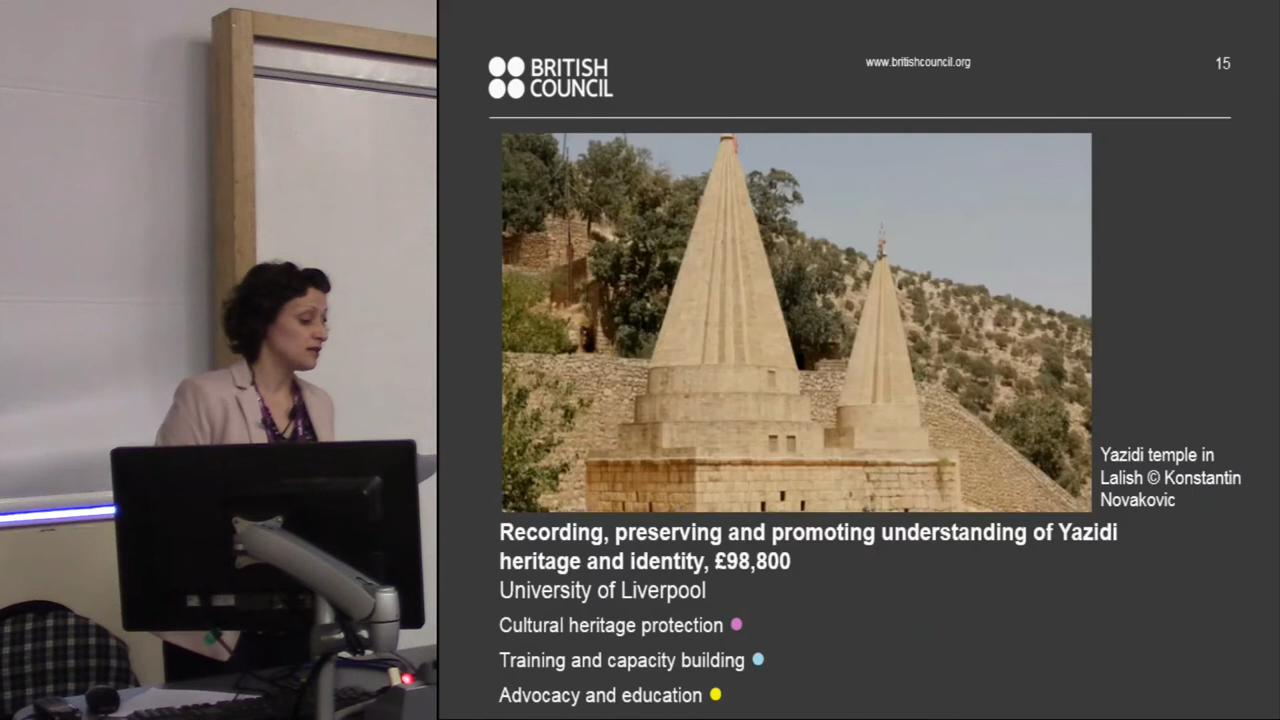 BRITISH
COUNCIL
www.britishcouncil.org
15
Yazidi temple in
Lalish © Konstantin
Novakovic
Recording, preserving and promoting understanding of Yazidi
heritage and identity, £98,800
University of Liverpool
Cultural heritage protection
Training and capacity building
Advocacy and education